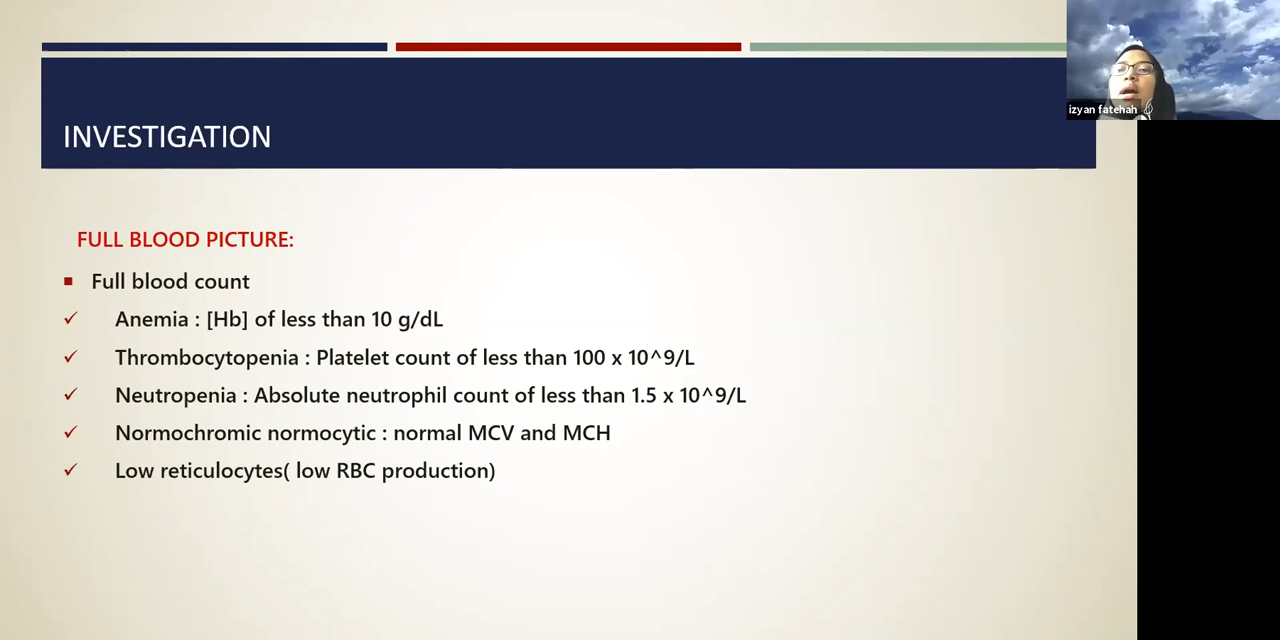 izyan fatehah
INVESTIGATION
FULL BLOOD PICTURE:
Full blood count
Anemia : [Hb] of less than 10 g/dL
Thrombocytopenia : Platelet count of less than 100 x 10^9/L
Neutropenia : Absolute neutrophil count of less than 1.5 x 10^9/L
Normochromic normocytic : normal MCV and MCH
Low reticulocytes( low RBC production)